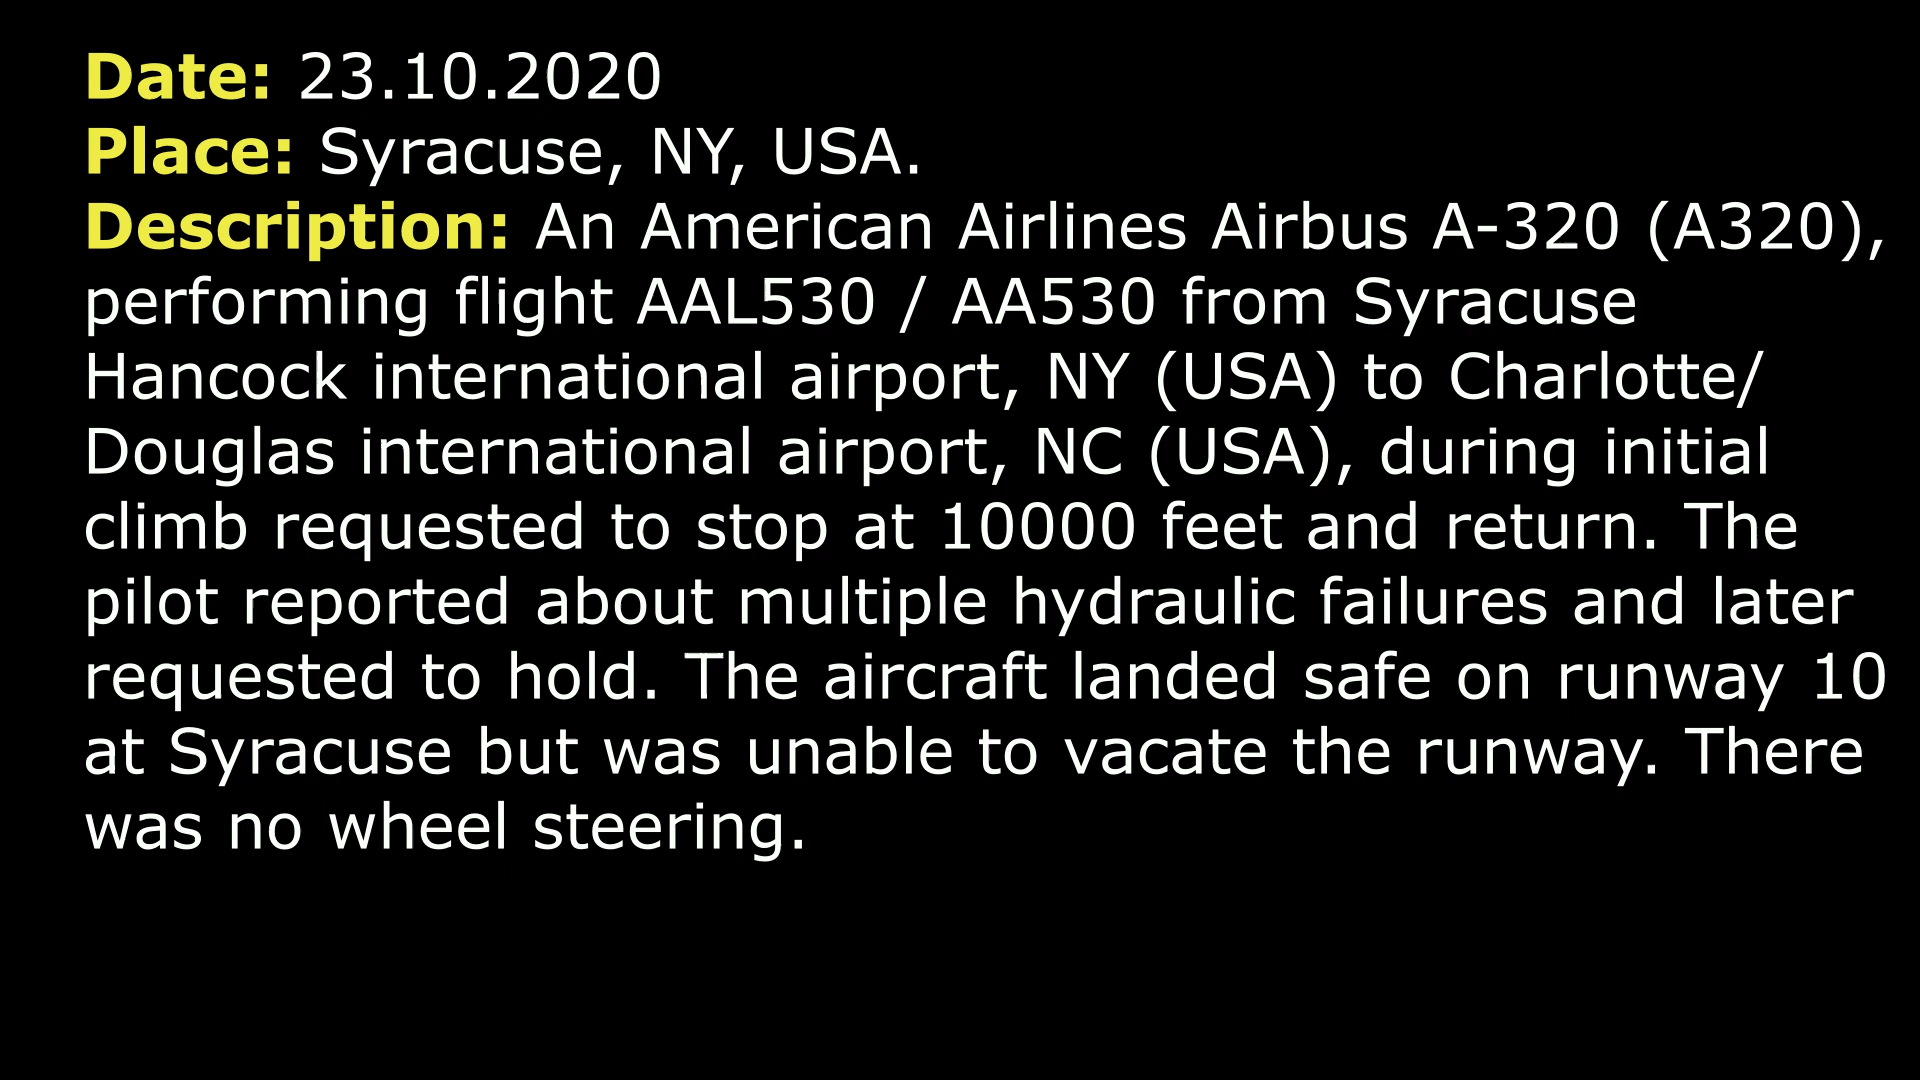 Date: 23.10.2020
Place: Syracuse, NY, USA.
Description: An American Airlines Airbus A-320 (A320),
performing flight AAL530 / AA530 from Syracuse
Hancock international airport, NY (USA) to Charlotte/
Douglas international airport, NC (USA), during initial
climb requested to stop at 10000 feet and return. The
pilot reported about multiple hydraulic failures and later
requested to hold. The aircraft landed safe on runway 10
at Syracuse but was unable to vacate the runway. There
was no wheel steering.